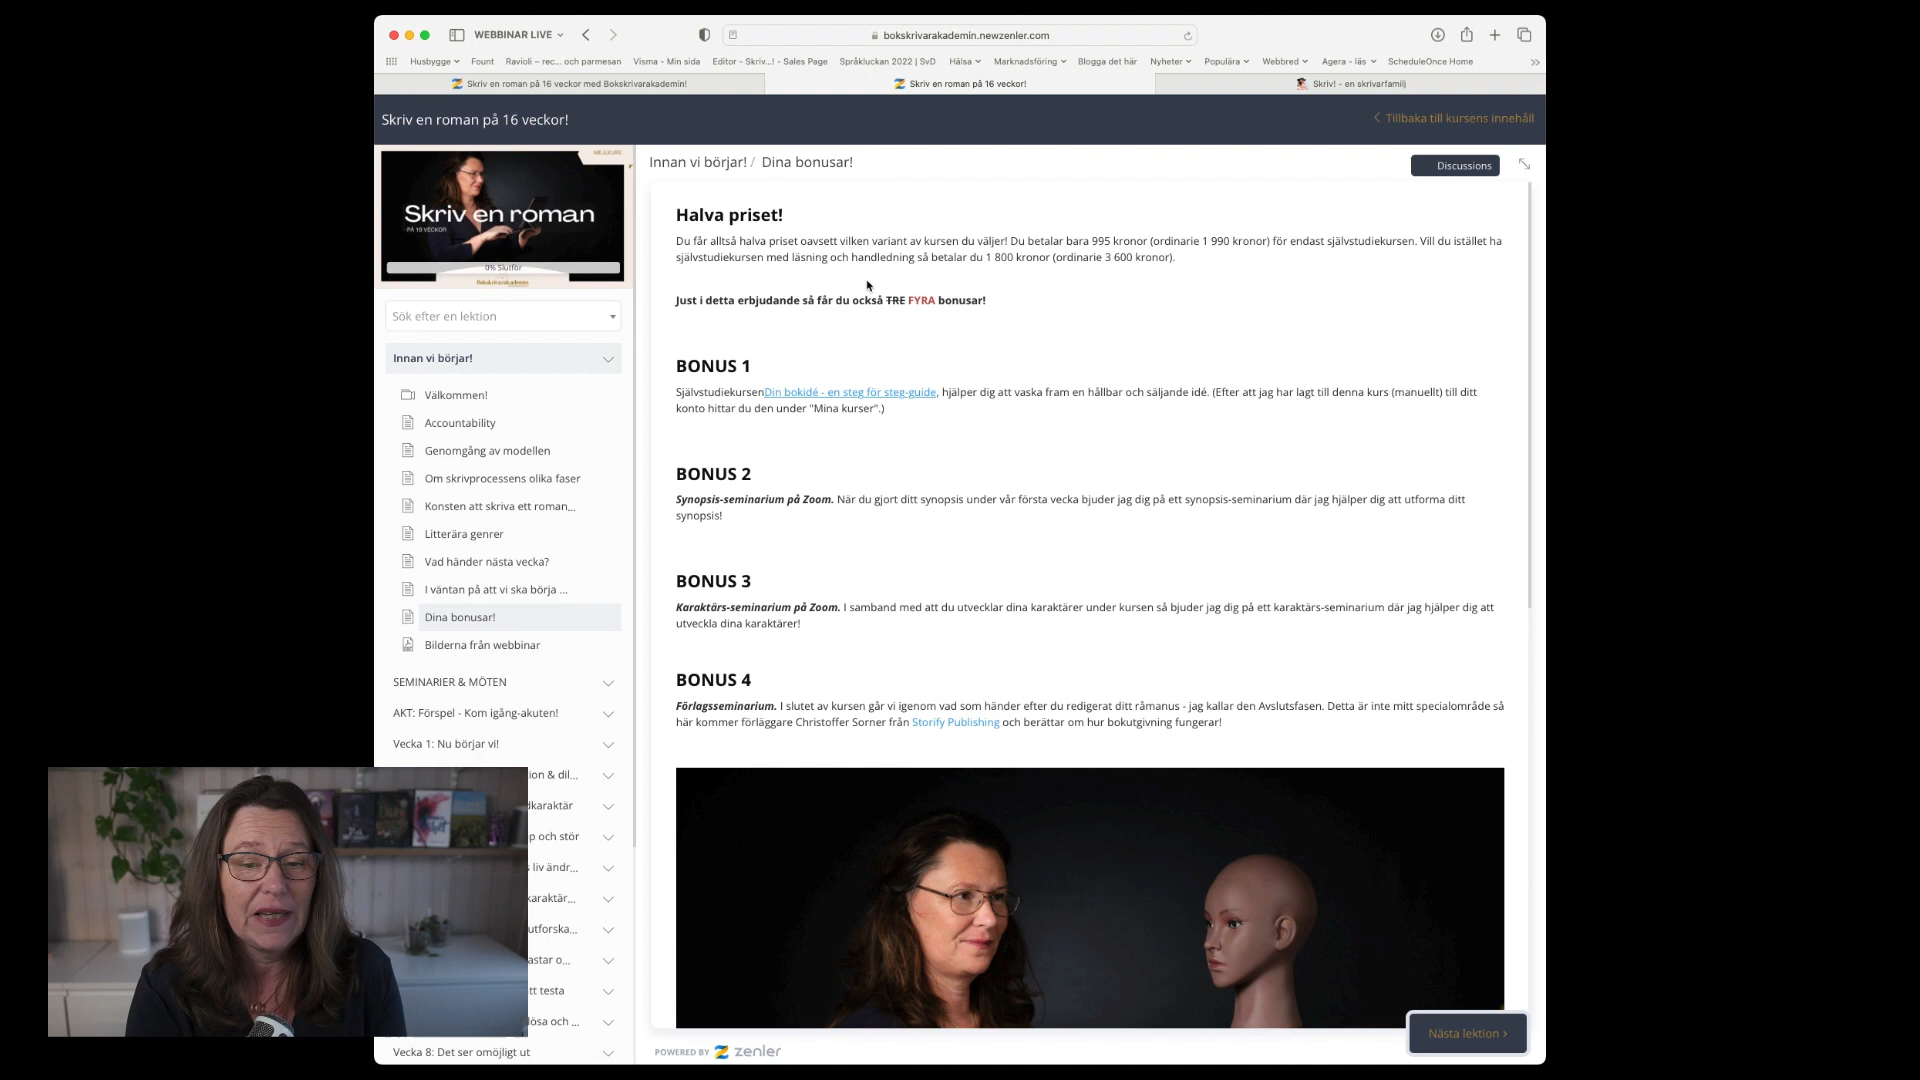 WEBBINAR LIVE
bokskrivarakademin.newzenler.com
Husbygge Fount Ravioli – rec... och parmesan Visma - Min sida Editor - Skriv...! - Sales Page Språkluckan 2022 | SvD Hälsa Marknadsföring Blogga det här Nyheter Populära Webbred Agera - läs ScheduleOnce Home
Skriv en roman på 16 veckor med Bokskrivarakademin! Skriv en roman på 16 veckor! Skriv! - en skrivarfamilj
Skriv en roman på 16 veckor!
Tillbaka till kursens innehåll
Skriv en roman
PÅ 16 VECKOR
0% Slutför
Bokskrivarakademin
Sök efter en lektion
Innan vi börjar!
Välkommen!
Accountability
Genomgång av modellen
Om skrivprocessens olika faser
Konsten att skriva ett roman...
Litterära genrer
Vad händer nästa vecka?
I väntan på att vi ska börja ...
Dina bonusar!
Bilderna från webbinar
SEMINARIER & MÖTEN
AKT: Förspel - Kom igång-akuten!
Vecka 1: Nu börjar vi!
ion & dil...
dkaraktär
p och stör
s liv ändr...
karaktär...
utforska...
astar o...
tt testa
lösa och ...
Vecka 8: Det ser omöjligt ut
Innan vi börjar! / Dina bonusar!
Discussions
Halva priset!
Du får alltså halva priset oavsett vilken variant av kursen du väljer! Du betalar bara 995 kronor (ordinarie 1 990 kronor) för endast självstudiekursen. Vill du istället ha
självstudiekursen med läsning och handledning så betalar du 1 800 kronor (ordinarie 3 600 kronor).
Just i detta erbjudande så får du också TRE FYRA bonusar!
BONUS 1
SjälvstudiekursenDin bokidé - en steg för steg-guide, hjälper dig att vaska fram en hållbar och säljande idé. (Efter att jag har lagt till denna kurs (manuellt) till ditt
konto hittar du den under "Mina kurser".)
BONUS 2
Synopsis-seminarium på Zoom. När du gjort ditt synopsis under vår första vecka bjuder jag dig på ett synopsis-seminarium där jag hjälper dig att utforma ditt
synopsis!
BONUS 3
Karaktärs-seminarium på Zoom. I samband med att du utvecklar dina karaktärer under kursen så bjuder jag dig på ett karaktärs-seminarium där jag hjälper dig att
utveckla dina karaktärer!
BONUS 4
Förlagsseminarium. I slutet av kursen går vi igenom vad som händer efter du redigerat ditt råmanus - jag kallar den Avslutsfasen. Detta är inte mitt specialområde så
här kommer förläggare Christoffer Sorner från Storify Publishing och berättar om hur bokutgivning fungerar!
Nästa lektion ›
POWERED BY zenler